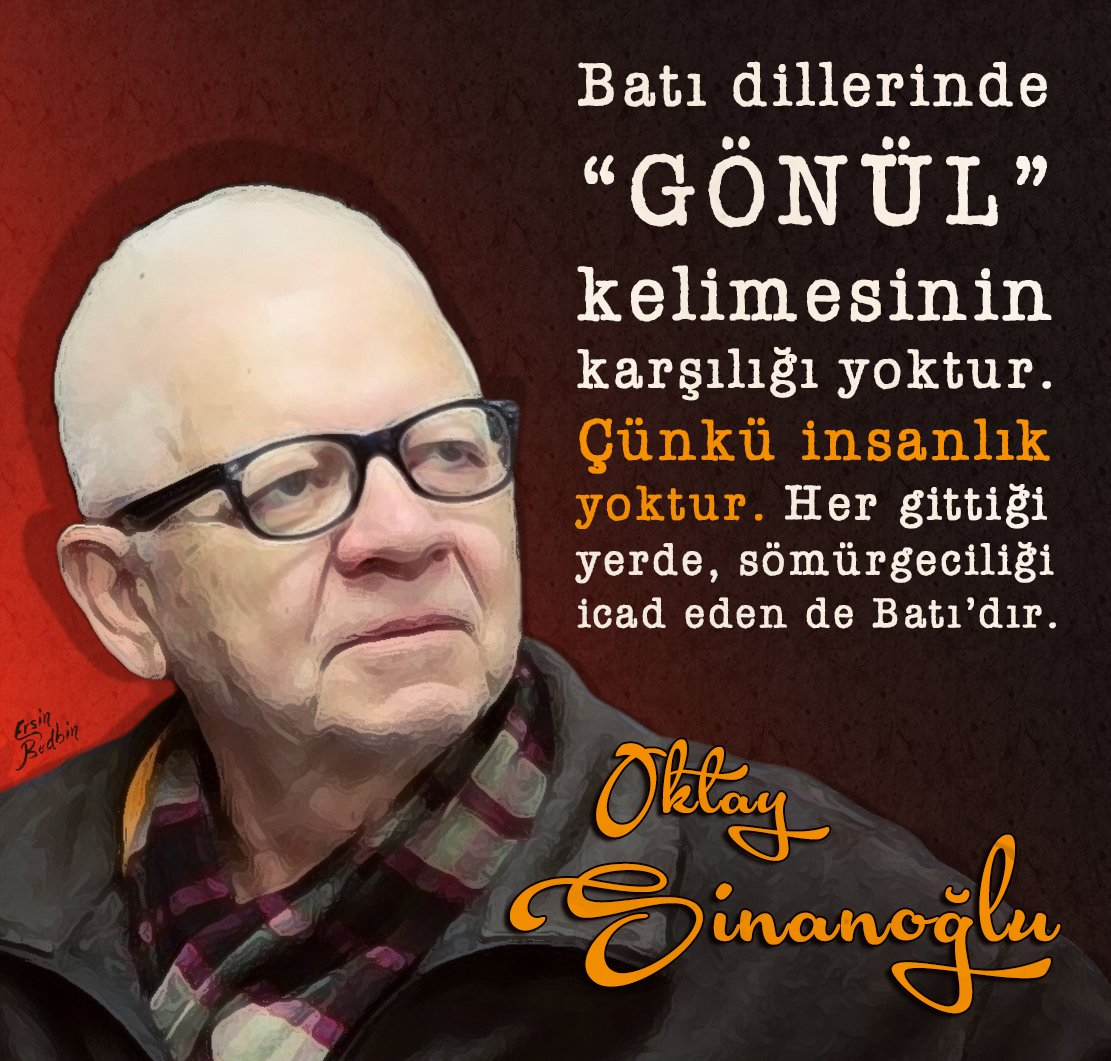 Batı dillerinde
“GÖNÜL”
kelimesinin
karşılığı yoktur.
Çünkü insanlık
yoktur. Her gittiği
yerde, sömürgeciliği
icad eden de Batı’dır.
Ersin
Bedbin
Oktay
Sinanoğlu